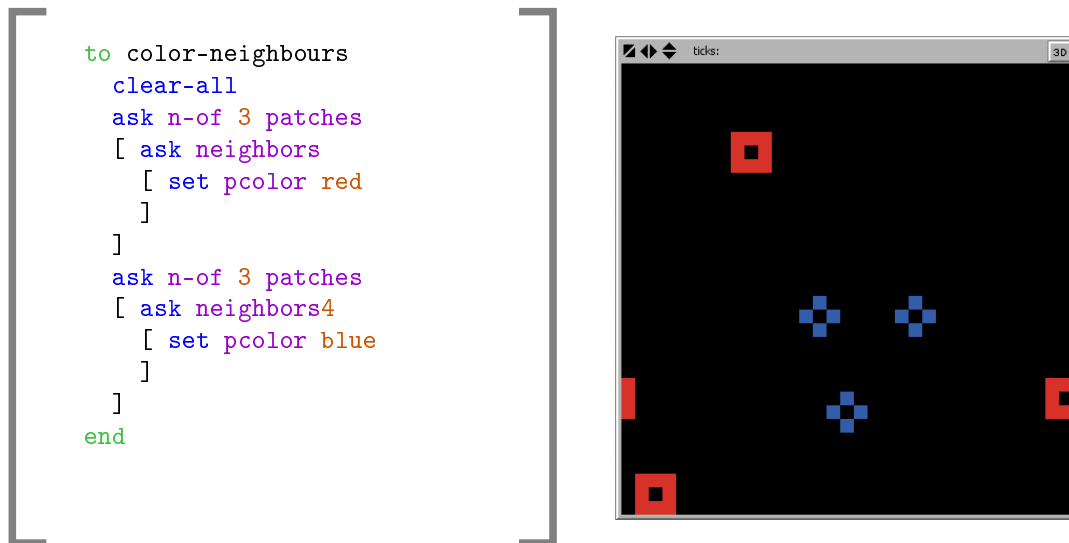 to color-neighbours
clear-all
ask n-of 3 patches
[ ask neighbors
[ set pcolor red
]
]
ask n-of 3 patches
[ ask neighbors4
[ set pcolor blue
]
]
end
ticks:
3D